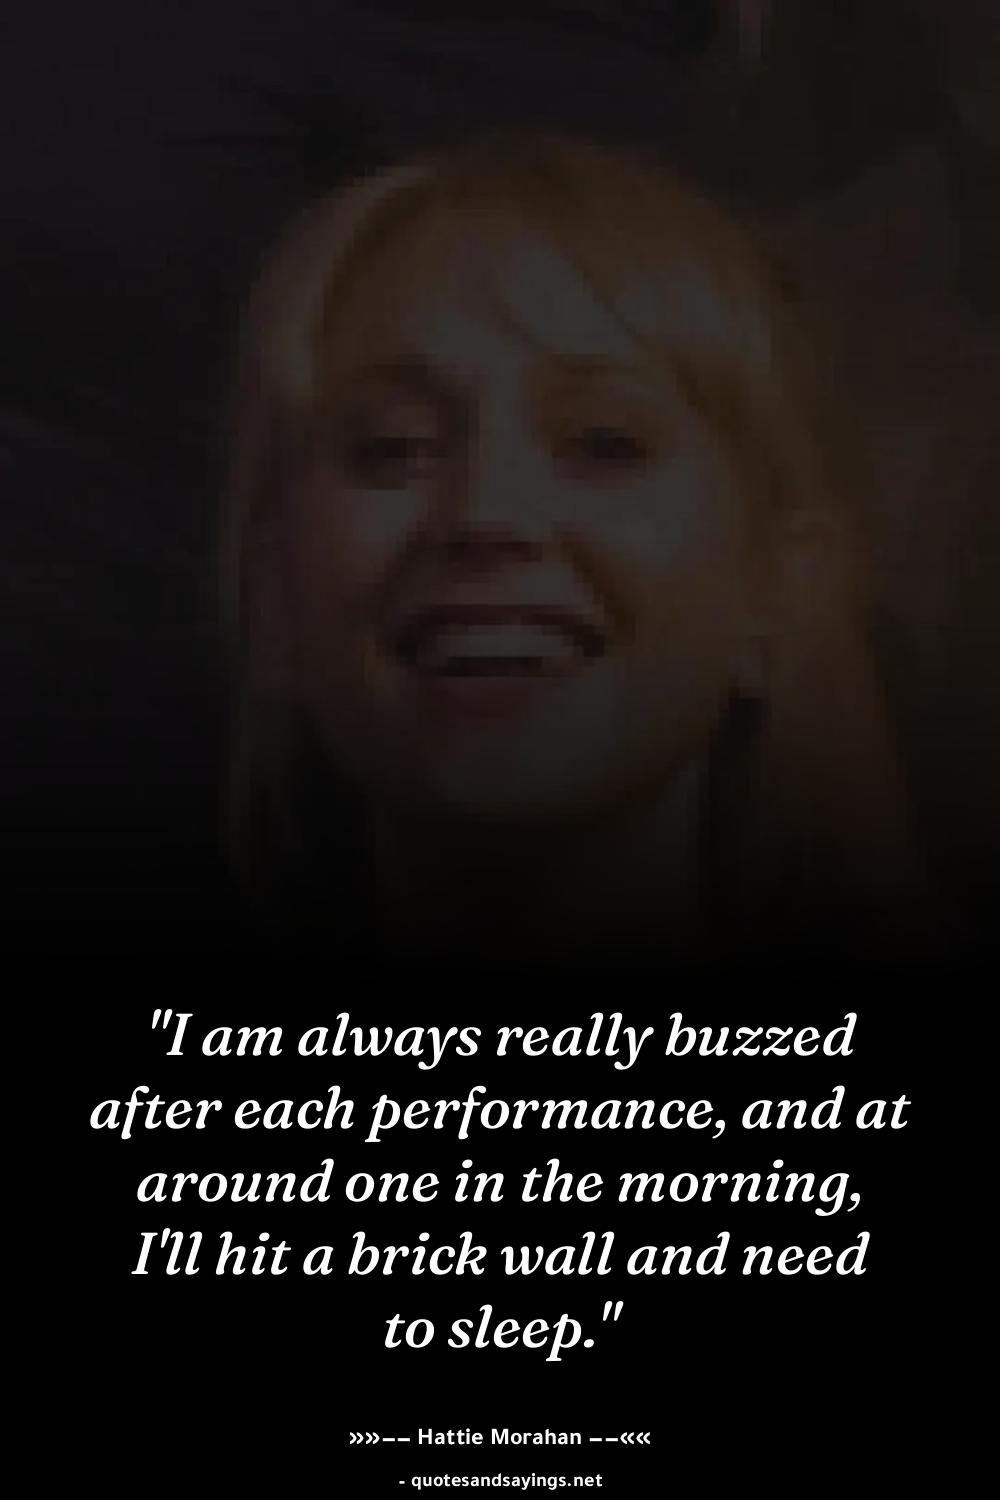 "I am always really buzzed
after each performance, and at
around one in the morning,
I'll hit a brick wall and need
to sleep."
»»−− Hattie Morahan −−««
- quotesandsayings.net